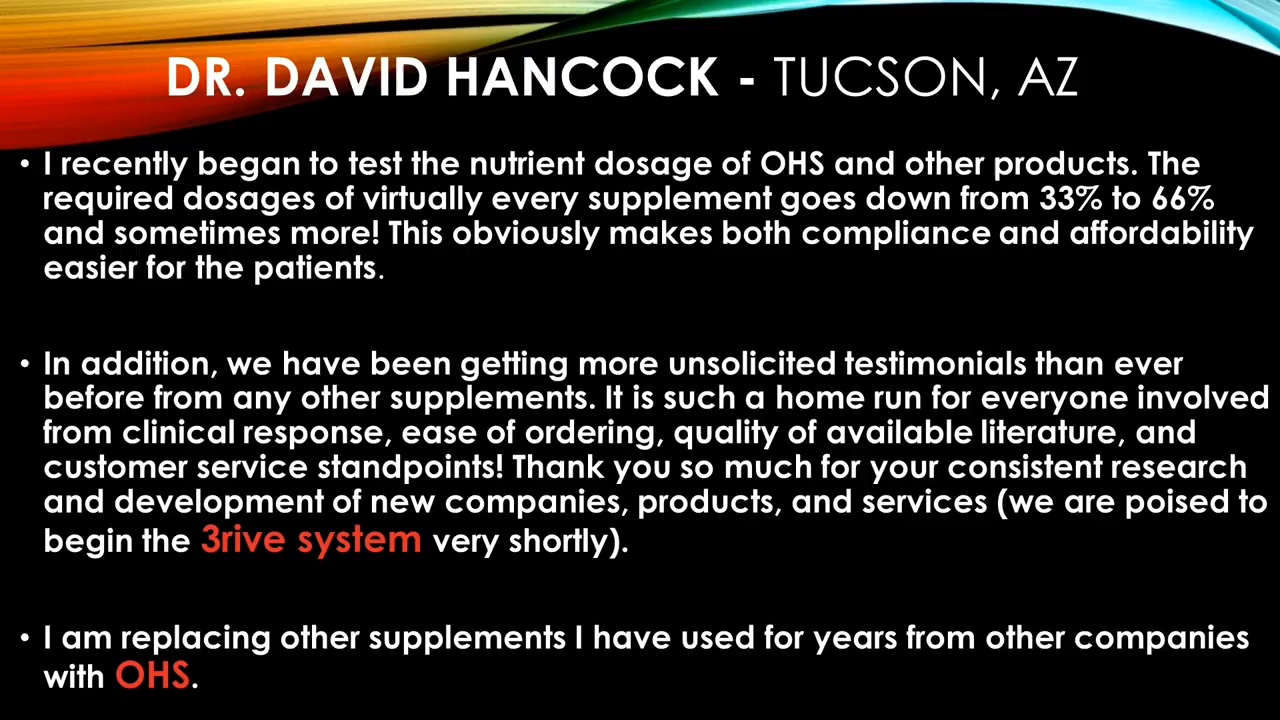 DR. DAVID HANCOCK - TUCSON, AZ
• I recently began to test the nutrient dosage of OHS and other products. The
required dosages of virtually every supplement goes down from 33% to 66%
and sometimes more! This obviously makes both compliance and affordability
easier for the patients.
• In addition, we have been getting more unsolicited testimonials than ever
before from any other supplements. It is such a home run for everyone involved
from clinical response, ease of ordering, quality of available literature, and
customer service standpoints! Thank you so much for your consistent research
and development of new companies, products, and services (we are poised to
begin the 3rive system very shortly).
• I am replacing other supplements I have used for years from other companies
with OHS.